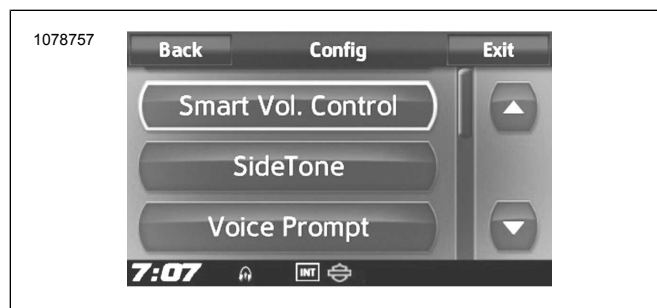 1078757
Back Config Exit
Smart Vol. Control
SideTone
Voice Prompt
7:07 INT